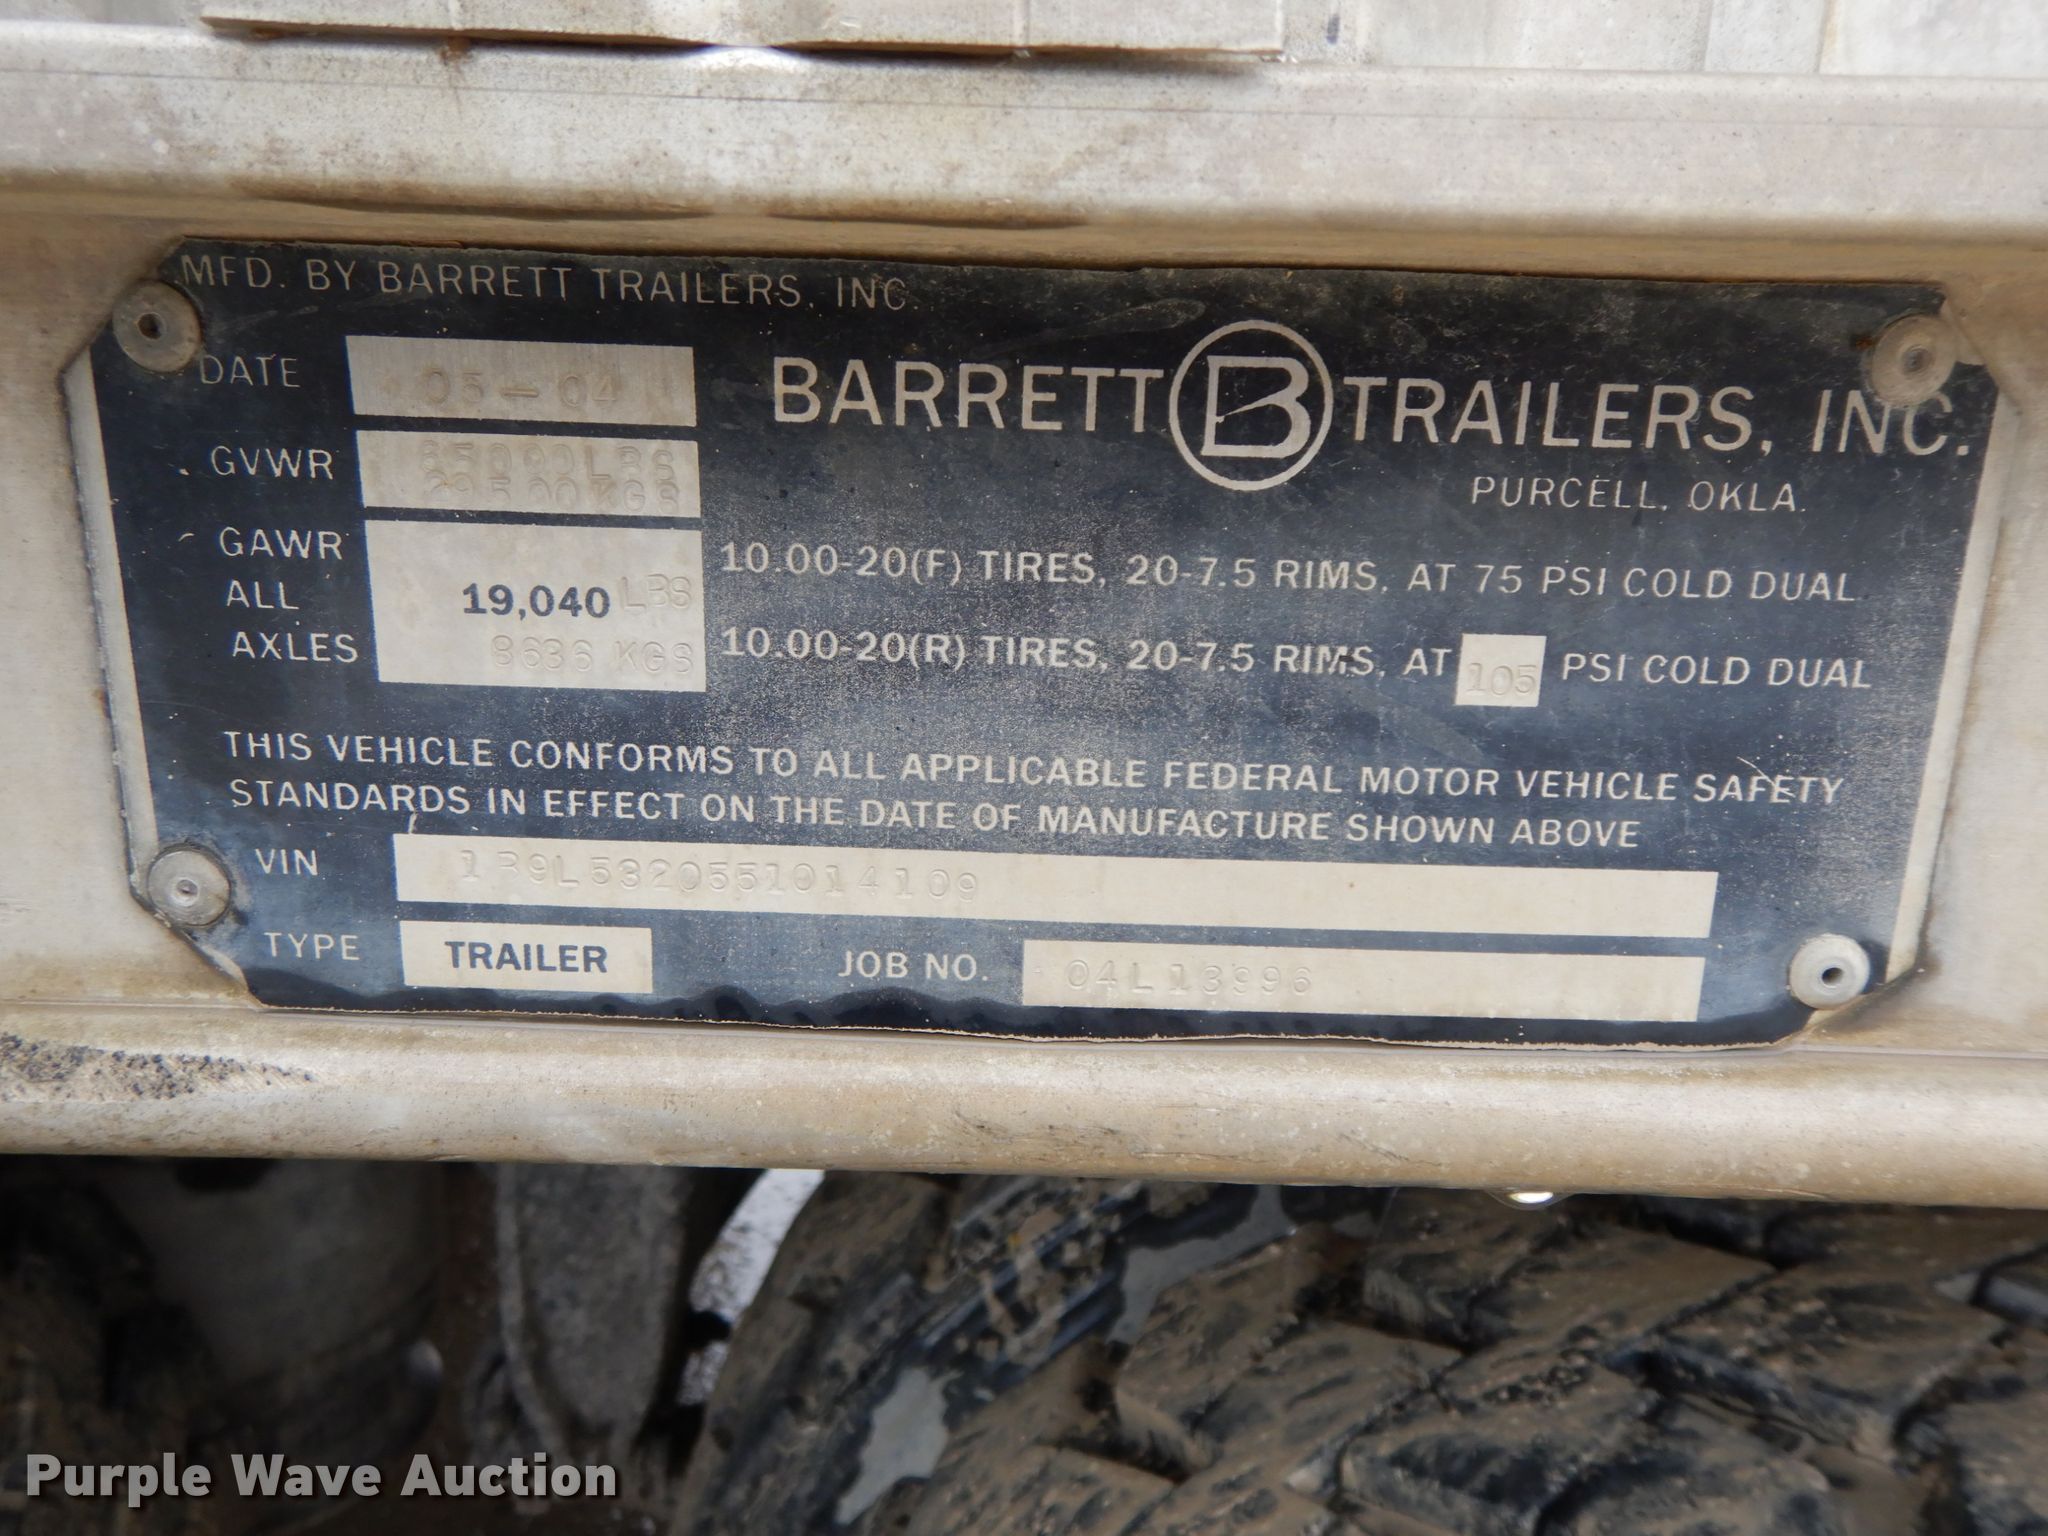 MFD. BY BARRETT TRAILERS, INC.
DATE 05-04
BARRETT B TRAILERS, INC.
PURCELL, OKLA.
GVWR 65000LBS
29500KGS
GAWR ALL AXLES 19,040 LBS
8636 KGS
10.00-20(F) TIRES, 20-7.5 RIMS, AT 75 PSI COLD DUAL
10.00-20(R) TIRES, 20-7.5 RIMS, AT 105 PSI COLD DUAL
THIS VEHICLE CONFORMS TO ALL APPLICABLE FEDERAL MOTOR VEHICLE SAFETY
STANDARDS IN EFFECT ON THE DATE OF MANUFACTURE SHOWN ABOVE
VIN 1B9L5320551014109
TYPE TRAILER JOB NO. 04L13996
Purple Wave Auction